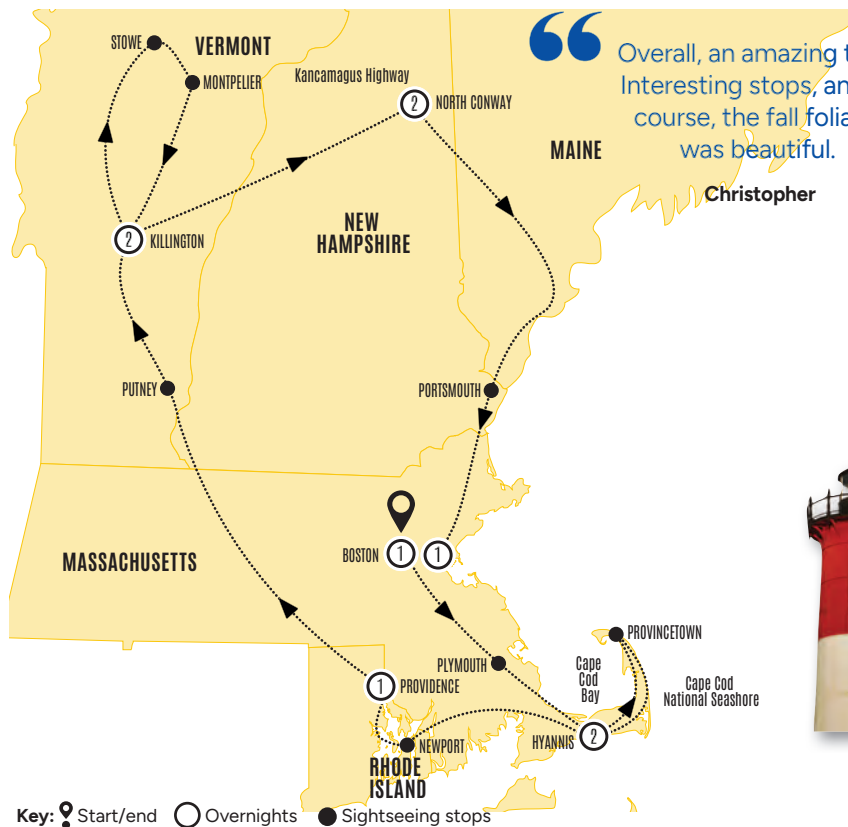 STOWE
VERMONT
MONTPELIER
Kancamagus Highway
2 NORTH CONWAY
MAINE
“
Overall, an amazing
Interesting stops,
course, the fall
was beautiful.
Christopher
2 KILLINGTON
NEW
HAMPSHIRE
PUTNEY
PORTSMOUTH
MASSACHUSETTS
BOSTON 1 1
PLYMOUTH
PROVINCETOWN
Cape
Cod
Bay
Cape Cod
National Seashore
1 PROVIDENCE
NEWPORT
HYANNIS 2
RHODE
ISLAND
Key: Start/end Overnights Sightseeing stops